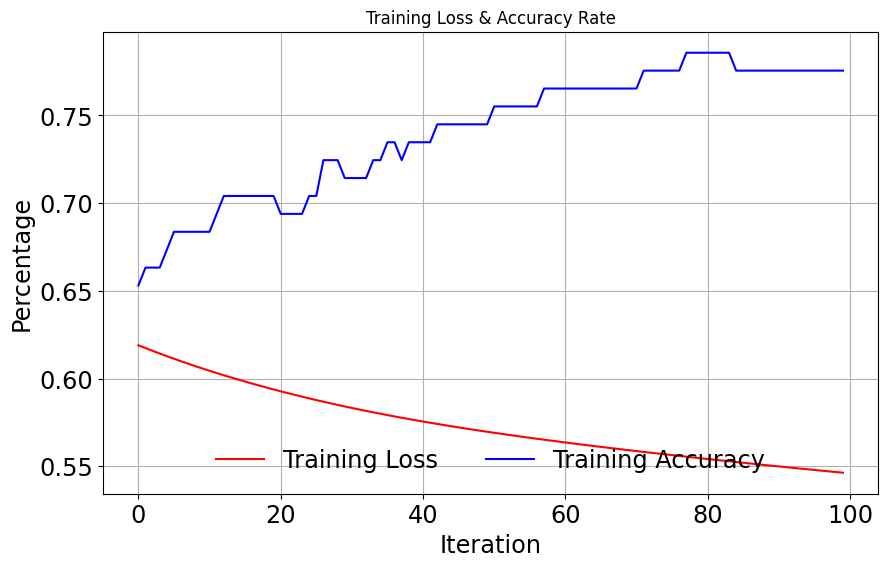 Training Loss & Accuracy Rate
0.75
0.70
0.65
0.60
0.55
Percentage
Training Loss
Training Accuracy
0 20 40 60 80 100
Iteration